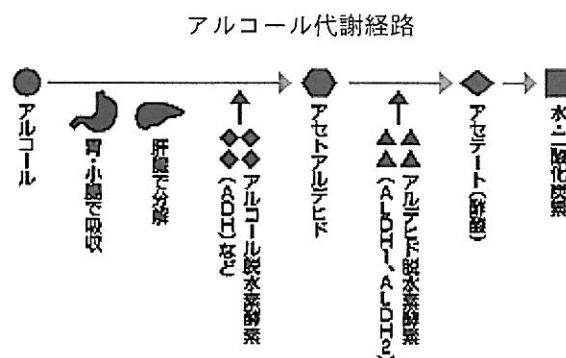 アルコール代謝経路
アルコール
胃・小腸で吸収
肝臓で分解
アルコール脱水素酵素
(ADH)など
アセトアルデヒド
アルデヒド脱水素酵素
(ALDH1、ALDH2)
アセテート(酢酸)
水・二酸化炭素